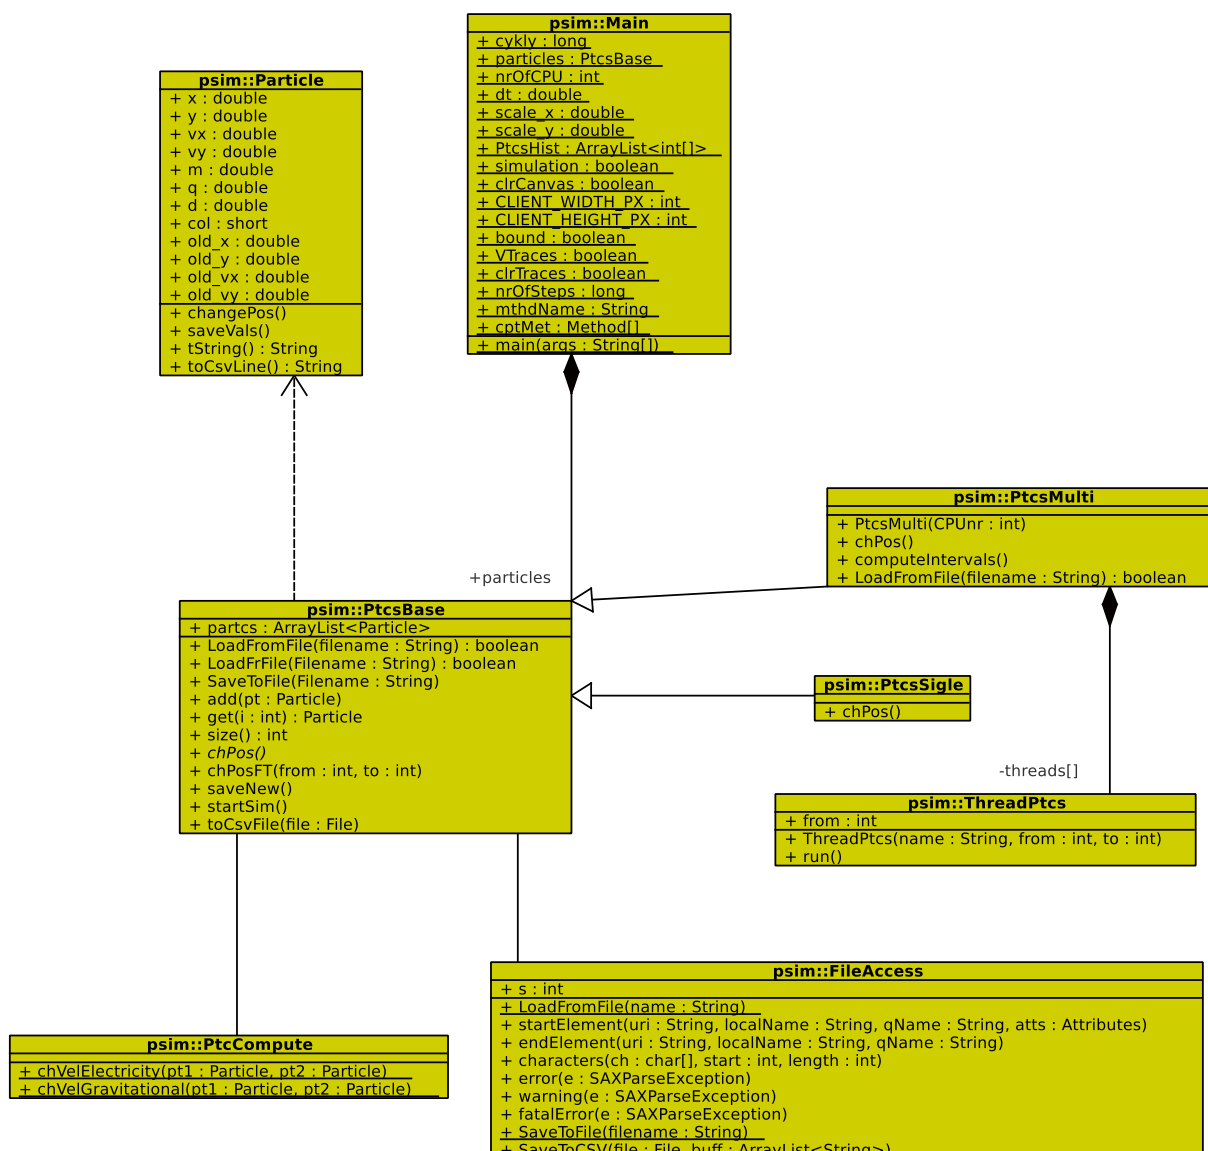 psim::Main
+ cykly : long
+ particles : PtcsBase
+ nrOfCPU : int
+ dt : double
+ scale_x : double
+ scale_y : double
+ PtcsHist : ArrayList<int[]>
+ simulation : boolean
+ clrCanvas : boolean
+ CLIENT_WIDTH_PX : int
+ CLIENT_HEIGHT_PX : int
+ bound : boolean
+ VTraces : boolean
+ clrTraces : boolean
+ nrOfSteps : long
+ mthdName : String
+ cptMet : Method[]
+ main(args : String[])
psim::Particle
+ x : double
+ y : double
+ vx : double
+ vy : double
+ m : double
+ q : double
+ d : double
+ col : short
+ old_x : double
+ old_y : double
+ old_vx : double
+ old_vy : double
+ changePos()
+ saveVals()
+ tString() : String
+ toCsvLine() : String
psim::PtcsMulti
+ PtcsMulti(CPUnr : int)
+ chPos()
+ computeIntervals()
+ LoadFromFile(filename : String) : boolean
+particles
psim::PtcsBase
+ partcs : ArrayList<Particle>
+ LoadFromFile(filename : String) : boolean
+ LoadFrFile(Filename : String) : boolean
+ SaveToFile(Filename : String)
+ add(pt : Particle)
+ get(i : int) : Particle
+ size() : int
+ chPos()
+ chPosFT(from : int, to : int)
+ saveNew()
+ startSim()
+ toCsvFile(file : File)
psim::PtcsSigle
+ chPos()
-threads[]
psim::ThreadPtcs
+ from : int
+ ThreadPtcs(name : String, from : int, to : int)
+ run()
psim::FileAccess
+ s : int
+ LoadFromFile(name : String)
+ startElement(uri : String, localName : String, qName : String, atts : Attributes)
+ endElement(uri : String, localName : String, qName : String)
+ characters(ch : char[], start : int, length : int)
+ error(e : SAXParseException)
+ warning(e : SAXParseException)
+ fatalError(e : SAXParseException)
+ SaveToFile(filename : String)
+ SaveToCSV(file : File, buff : ArrayList<String>)
psim::PtcCompute
+ chVelElectricity(pt1 : Particle, pt2 : Particle)
+ chVelGravitational(pt1 : Particle, pt2 : Particle)